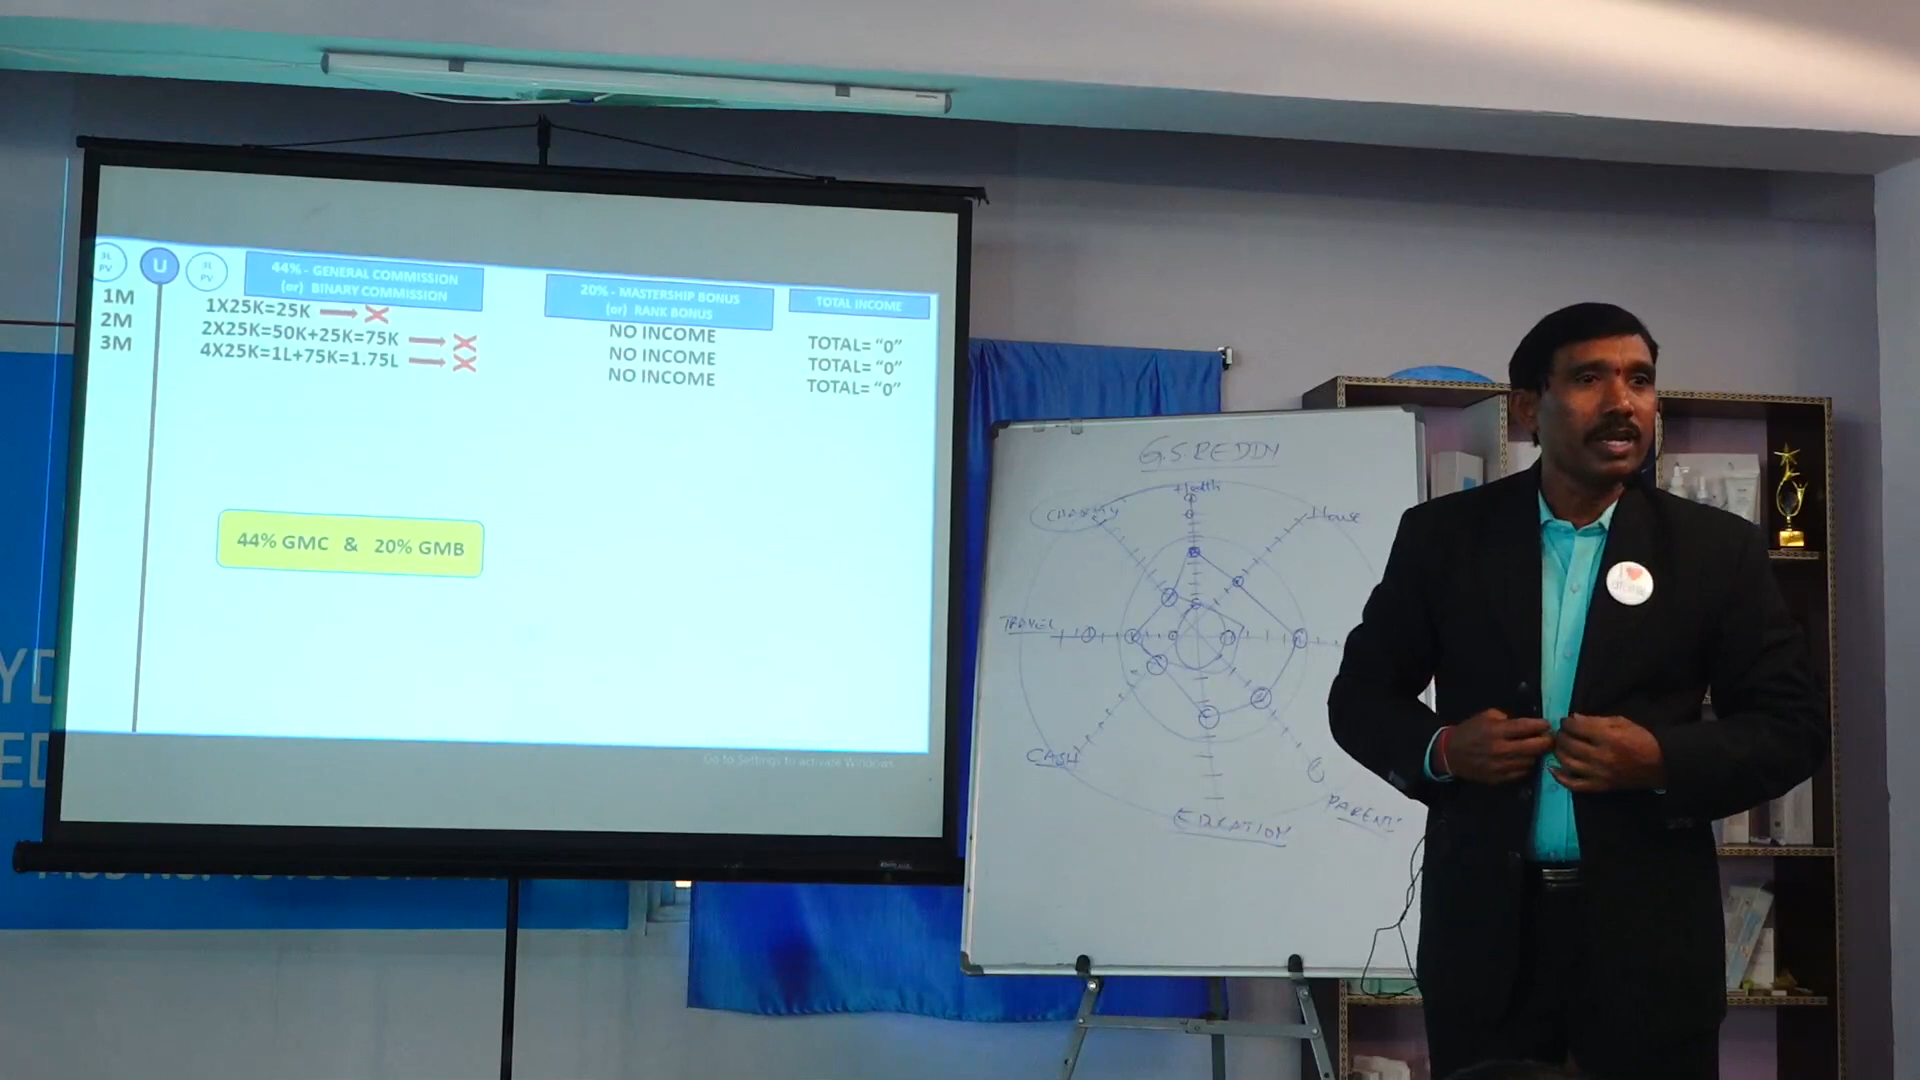 3L
PV
U
3L
PV
44% - GENERAL COMMISSION
(or) BINARY COMMISSION
20% - MASTERSHIP BONUS
(or) RANK BONUS
TOTAL INCOME
1M
1X25K=25K
NO INCOME
TOTAL= “0”
2M
2X25K=50K+25K=75K
NO INCOME
TOTAL= “0”
3M
4X25K=1L+75K=1.75L
NO INCOME
TOTAL= “0”
44% GMC & 20% GMB
Go to Settings to activate Windows.
G.S.REDDY
Health
CHARITY
House
TRAVEL
CASH
EDUCATION
PARENTS
I
YD
ED